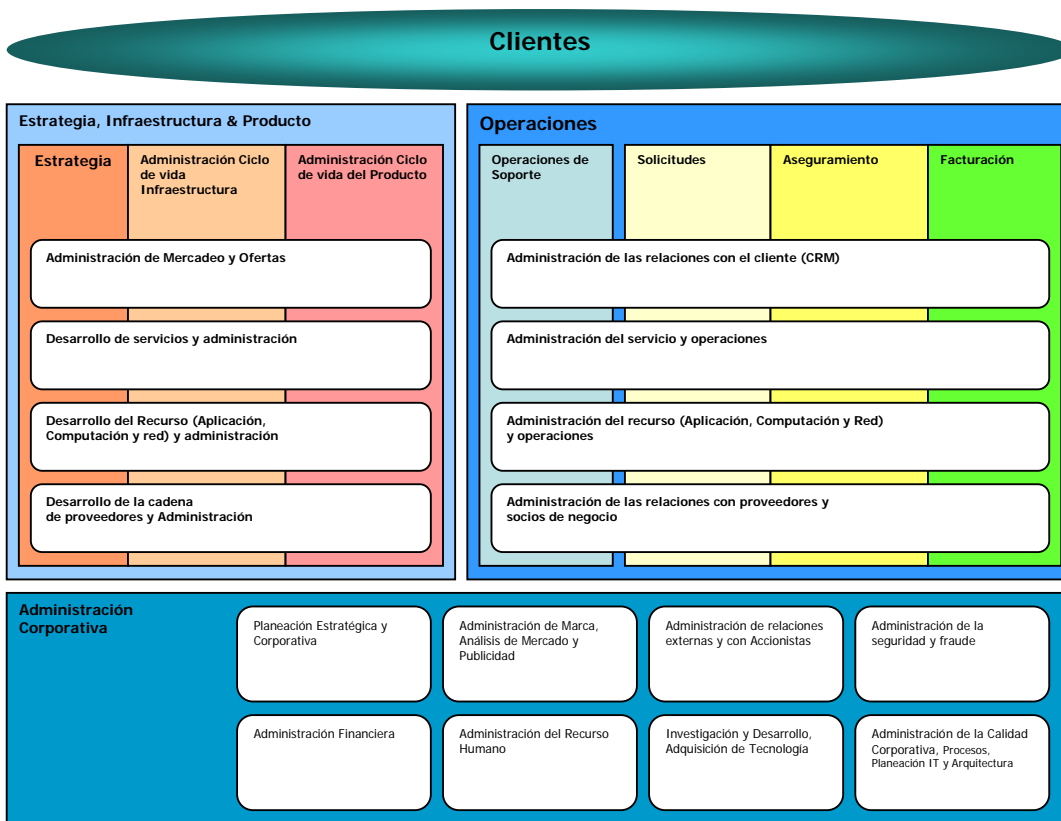 Clientes
Estrategia, Infraestructura & Producto
Estrategia
Administración Ciclo
de vida
Infraestructura
Administración Ciclo
de vida del Producto
Administración de Mercadeo y Ofertas
Desarrollo de servicios y administración
Desarrollo del Recurso (Aplicación,
Computación y red) y administración
Desarrollo de la cadena
de proveedores y Administración
Operaciones
Operaciones de
Soporte
Solicitudes
Aseguramiento
Facturación
Administración de las relaciones con el cliente (CRM)
Administración del servicio y operaciones
Administración del recurso (Aplicación, Computación y Red)
y operaciones
Administración de las relaciones con proveedores y
socios de negocio
Administración
Corporativa
Planeación Estratégica y
Corporativa
Administración de Marca,
Análisis de Mercado y
Publicidad
Administración de relaciones
externas y con Accionistas
Administración de la
seguridad y fraude
Administración Financiera
Administración del Recurso
Humano
Investigación y Desarrollo,
Adquisición de Tecnología
Administración de la Calidad
Corporativa, Procesos,
Planeación IT y Arquitectura